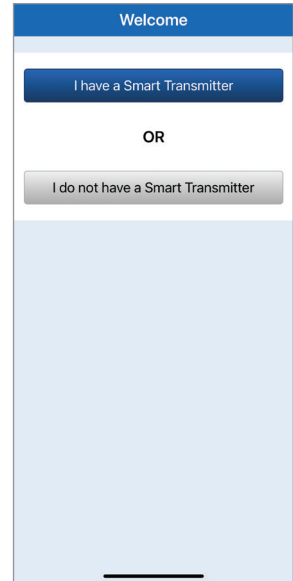 Welcome
I have a Smart Transmitter
OR
I do not have a Smart Transmitter